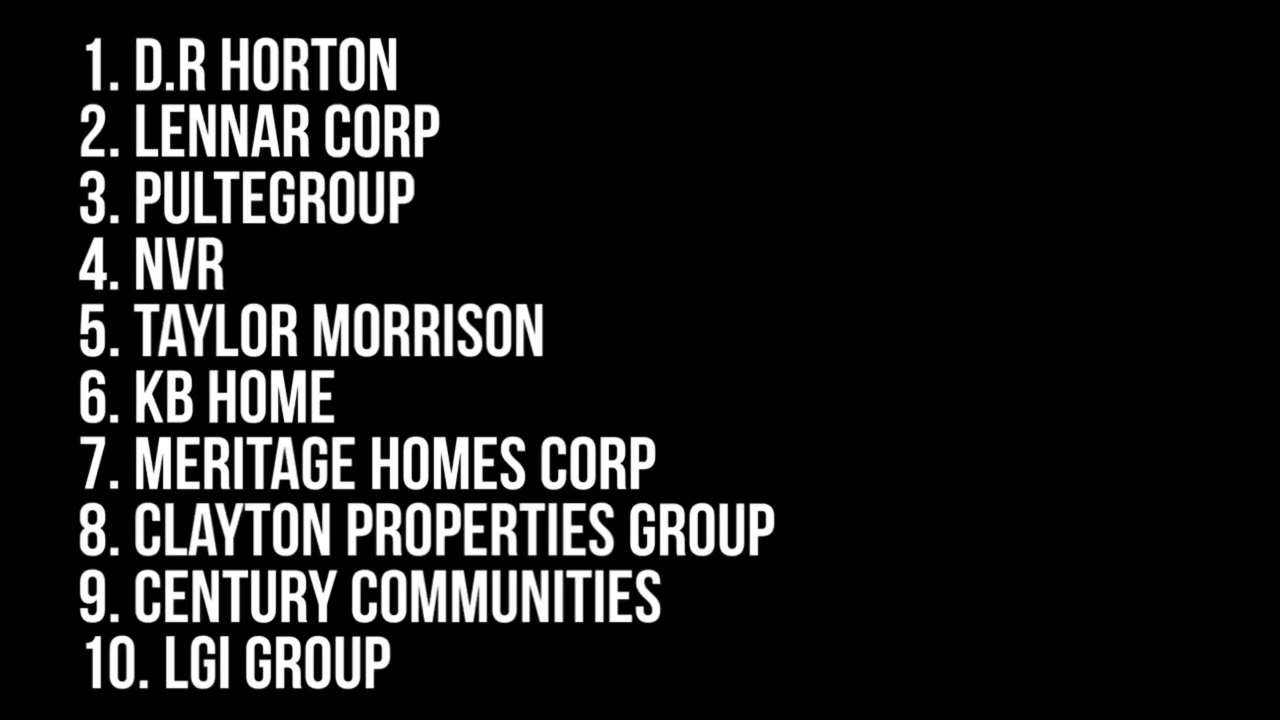 1. D.R HORTON
2. LENNAR CORP
3. PULTEGROUP
4. NVR
5. TAYLOR MORRISON
6. KB HOME
7. MERITAGE HOMES CORP
8. CLAYTON PROPERTIES GROUP
9. CENTURY COMMUNITIES
10. LGI GROUP